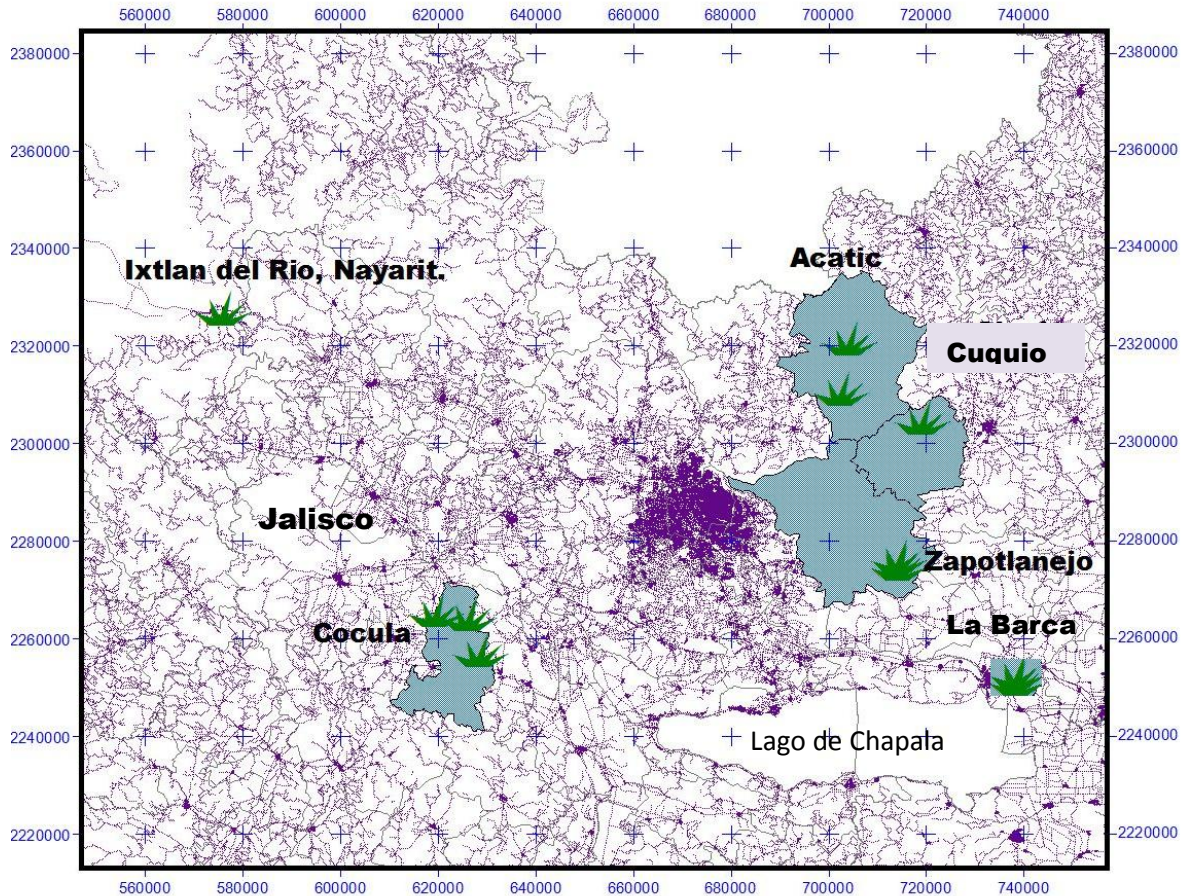 560000 580000 600000 620000 640000 660000 680000 700000 720000 740000
2380000 2380000
2360000 2360000
2340000 2340000
Acatic
Ixtlan del Rio, Nayarit.
2320000 Cuquio 2320000
2300000 2300000
Jalisco
2280000 2280000
Zapotlanejo
Cocula La Barca
2260000 2260000
2240000 Lago de Chapala 2240000
2220000 2220000
560000 580000 600000 620000 640000 660000 680000 700000 720000 740000